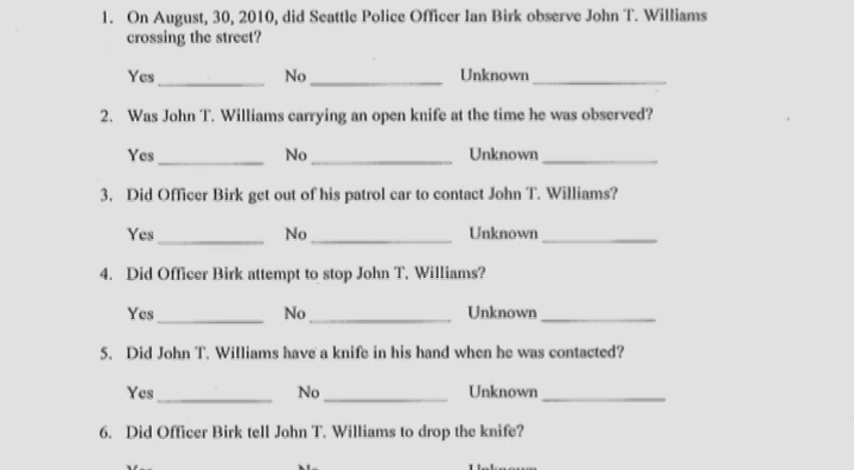 1. On August, 30, 2010, did Seattle Police Officer Ian Birk observe John T. Williams
crossing the street?
Yes No Unknown
2. Was John T. Williams carrying an open knife at the time he was observed?
Yes No Unknown
3. Did Officer Birk get out of his patrol car to contact John T. Williams?
Yes No Unknown
4. Did Officer Birk attempt to stop John T. Williams?
Yes No Unknown
5. Did John T. Williams have a knife in his hand when he was contacted?
Yes No Unknown
6. Did Officer Birk tell John T. Williams to drop the knife?